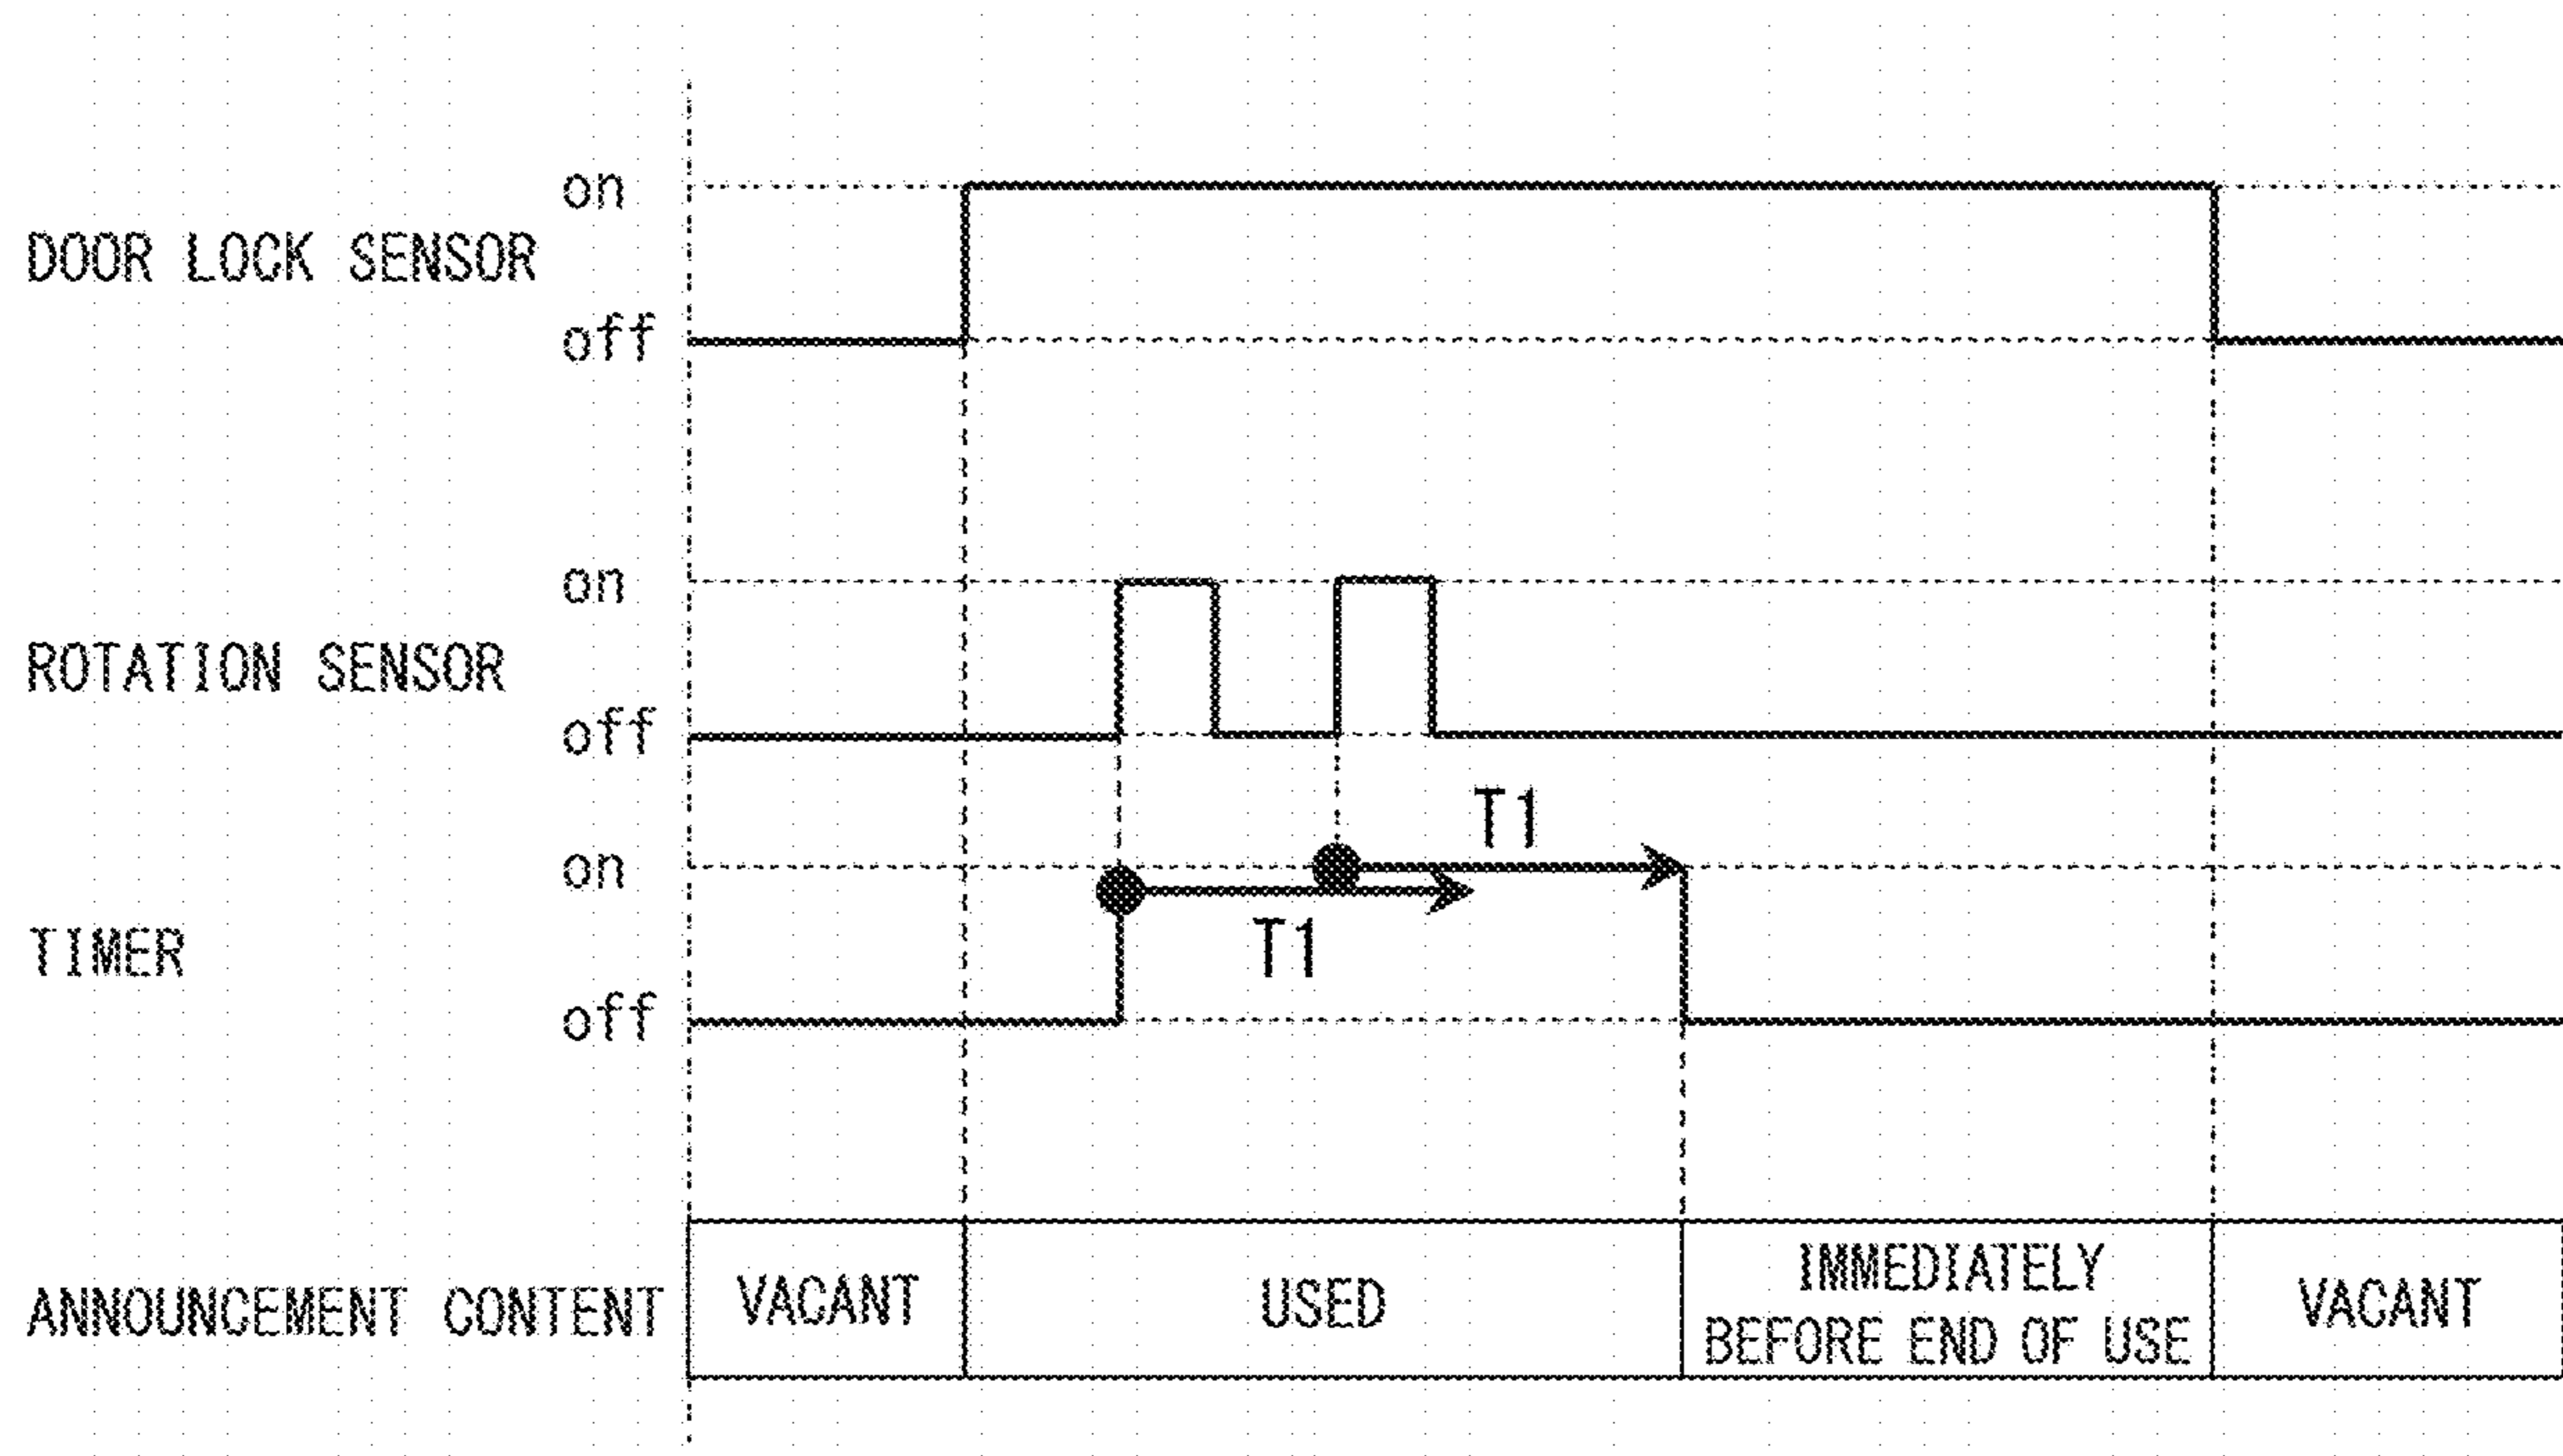 on
DOOR LOCK SENSOR
off
on
ROTATION SENSOR
off
T1
on
T1
TIMER
off
ANNOUNCEMENT CONTENT
VACANT
USED
IMMEDIATELY
BEFORE END OF USE
VACANT